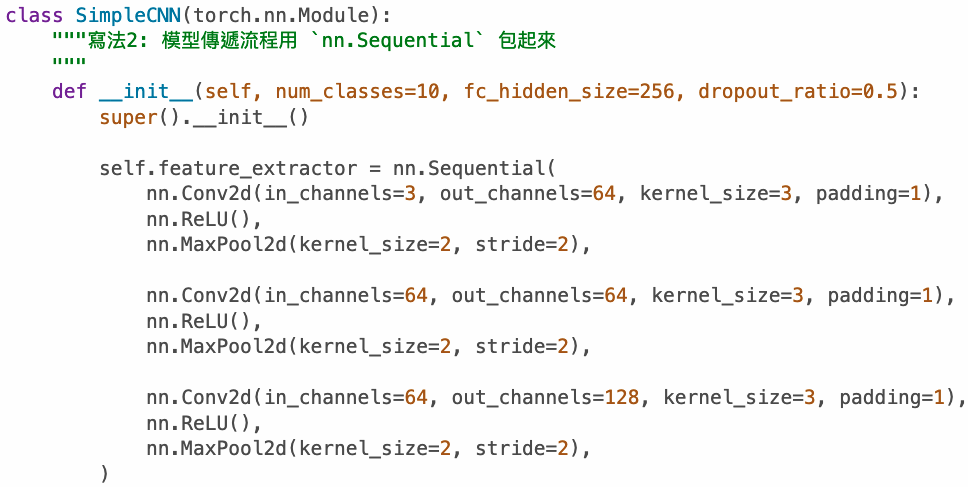 class SimpleCNN(torch.nn.Module):
    """寫法2: 模型傳遞流程用 `nn.Sequential` 包起來
    """
    def __init__(self, num_classes=10, fc_hidden_size=256, dropout_ratio=0.5):
        super().__init__()

        self.feature_extractor = nn.Sequential(
            nn.Conv2d(in_channels=3, out_channels=64, kernel_size=3, padding=1),
            nn.ReLU(),
            nn.MaxPool2d(kernel_size=2, stride=2),

            nn.Conv2d(in_channels=64, out_channels=64, kernel_size=3, padding=1),
            nn.ReLU(),
            nn.MaxPool2d(kernel_size=2, stride=2),

            nn.Conv2d(in_channels=64, out_channels=128, kernel_size=3, padding=1),
            nn.ReLU(),
            nn.MaxPool2d(kernel_size=2, stride=2),
        )